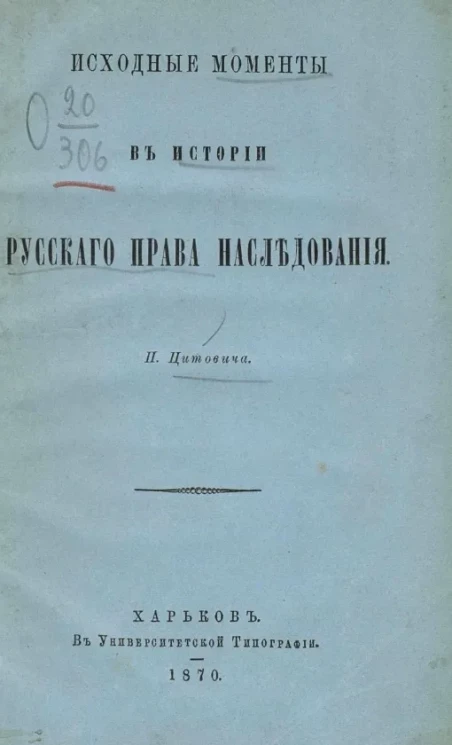 ИСХОДНЫЕ МОМЕНТЫ
О 20
306
ВЪ ИСТОРІИ
РУССКАГО ПРАВА НАСЛѢДОВАНІЯ.
П. Цитовича.
ХАРЬКОВЪ.
Въ Университетской Типографіи.
1870.